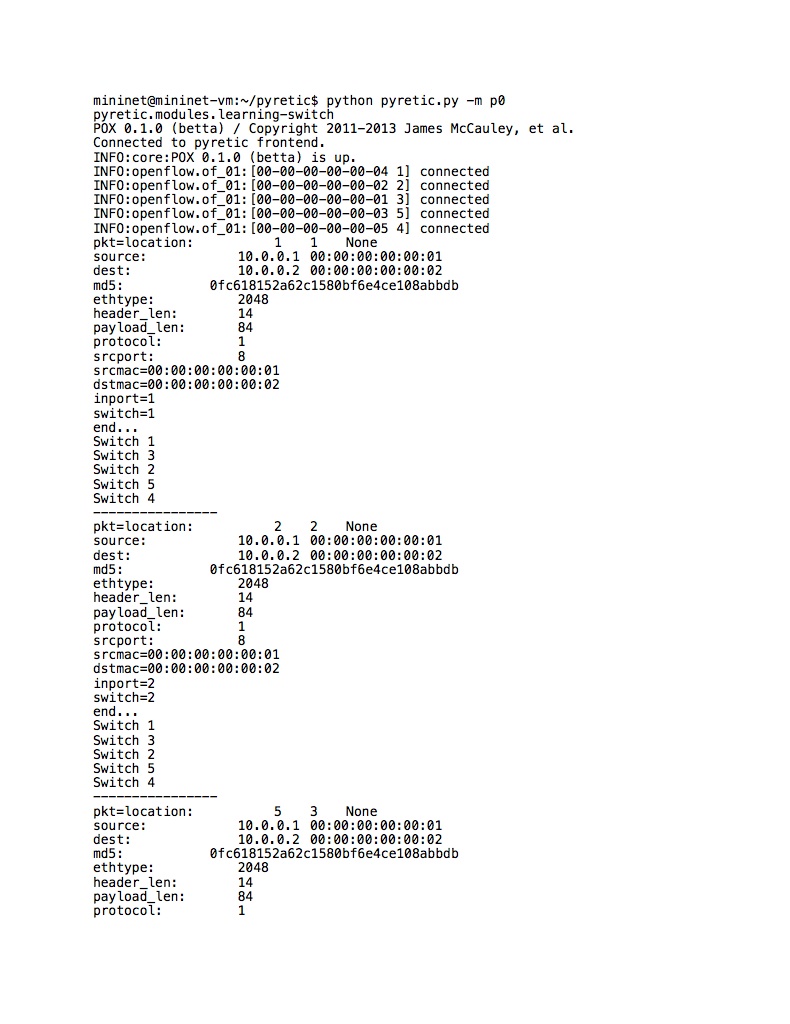 mininet@mininet-vm:~/pyretic$ python pyretic.py -m p0
pyretic.modules.learning-switch
POX 0.1.0 (betta) / Copyright 2011-2013 James McCauley, et al.
Connected to pyretic frontend.
INFO:core:POX 0.1.0 (betta) is up.
INFO:openflow.of_01:[00-00-00-00-00-04 1] connected
INFO:openflow.of_01:[00-00-00-00-00-02 2] connected
INFO:openflow.of_01:[00-00-00-00-00-01 3] connected
INFO:openflow.of_01:[00-00-00-00-00-03 5] connected
INFO:openflow.of_01:[00-00-00-00-00-05 4] connected
pkt=location: 1 1 None
source: 10.0.0.1 00:00:00:00:00:01
dest: 10.0.0.2 00:00:00:00:00:02
md5: 0fc618152a62c1580bf6e4ce108abbdb
ethtype: 2048
header_len: 14
payload_len: 84
protocol: 1
srcport: 8
srcmac=00:00:00:00:00:01
dstmac=00:00:00:00:00:02
inport=1
switch=1
end...
Switch 1
Switch 3
Switch 2
Switch 5
Switch 4
----------------
pkt=location: 2 2 None
source: 10.0.0.1 00:00:00:00:00:01
dest: 10.0.0.2 00:00:00:00:00:02
md5: 0fc618152a62c1580bf6e4ce108abbdb
ethtype: 2048
header_len: 14
payload_len: 84
protocol: 1
srcport: 8
srcmac=00:00:00:00:00:01
dstmac=00:00:00:00:00:02
inport=2
switch=2
end...
Switch 1
Switch 3
Switch 2
Switch 5
Switch 4
----------------
pkt=location: 5 3 None
source: 10.0.0.1 00:00:00:00:00:01
dest: 10.0.0.2 00:00:00:00:00:02
md5: 0fc618152a62c1580bf6e4ce108abbdb
ethtype: 2048
header_len: 14
payload_len: 84
protocol: 1